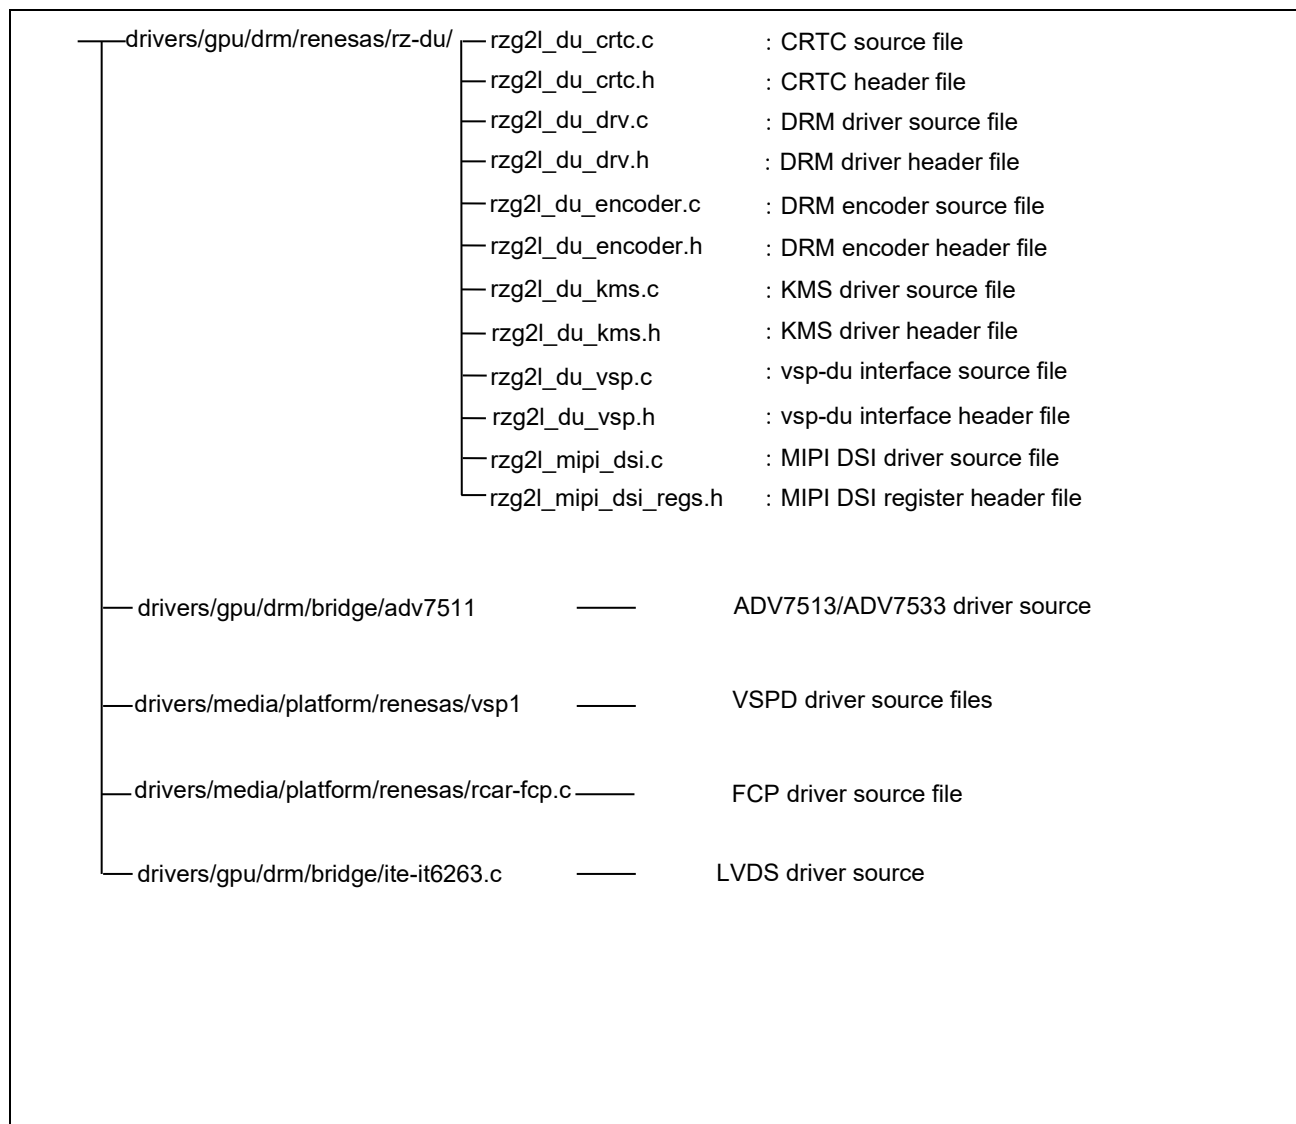 drivers/gpu/drm/renesas/rz-du/ rzg2l_du_crtc.c : CRTC source file
rzg2l_du_crtc.h : CRTC header file
rzg2l_du_drv.c : DRM driver source file
rzg2l_du_drv.h : DRM driver header file
rzg2l_du_encoder.c : DRM encoder source file
rzg2l_du_encoder.h : DRM encoder header file
rzg2l_du_kms.c : KMS driver source file
rzg2l_du_kms.h : KMS driver header file
rzg2l_du_vsp.c : vsp-du interface source file
rzg2l_du_vsp.h : vsp-du interface header file
rzg2l_mipi_dsi.c : MIPI DSI driver source file
rzg2l_mipi_dsi_regs.h : MIPI DSI register header file
drivers/gpu/drm/bridge/adv7511 ADV7513/ADV7533 driver source
drivers/media/platform/renesas/vsp1 VSPD driver source files
drivers/media/platform/renesas/rcar-fcp.c FCP driver source file
drivers/gpu/drm/bridge/ite-it6263.c LVDS driver source